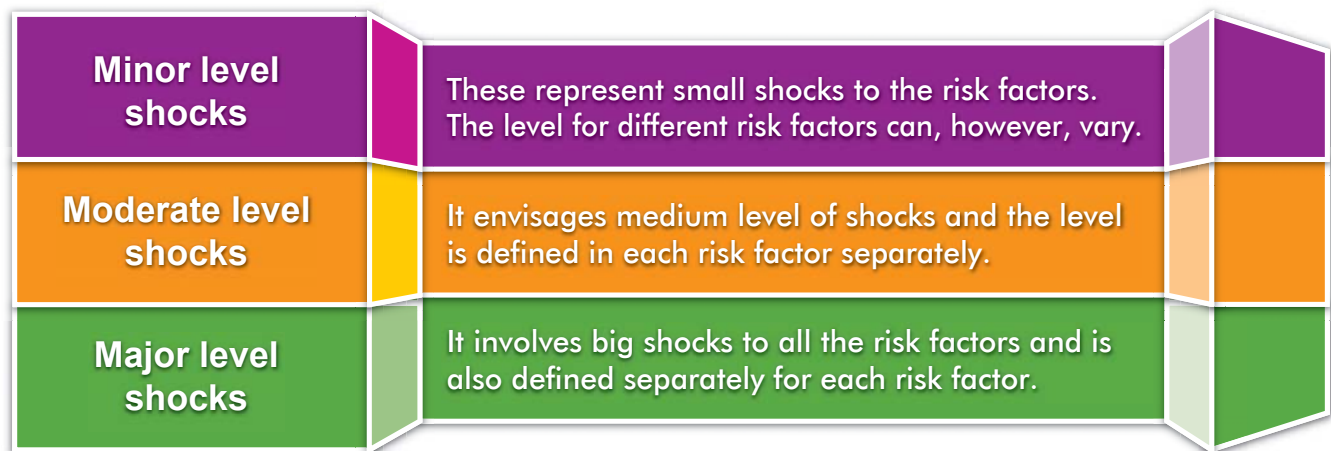 Minor level
shocks
These represent small shocks to the risk factors.
The level for different risk factors can, however, vary.
Moderate level
shocks
It envisages medium level of shocks and the level
is defined in each risk factor separately.
Major level
shocks
It involves big shocks to all the risk factors and is
also defined separately for each risk factor.